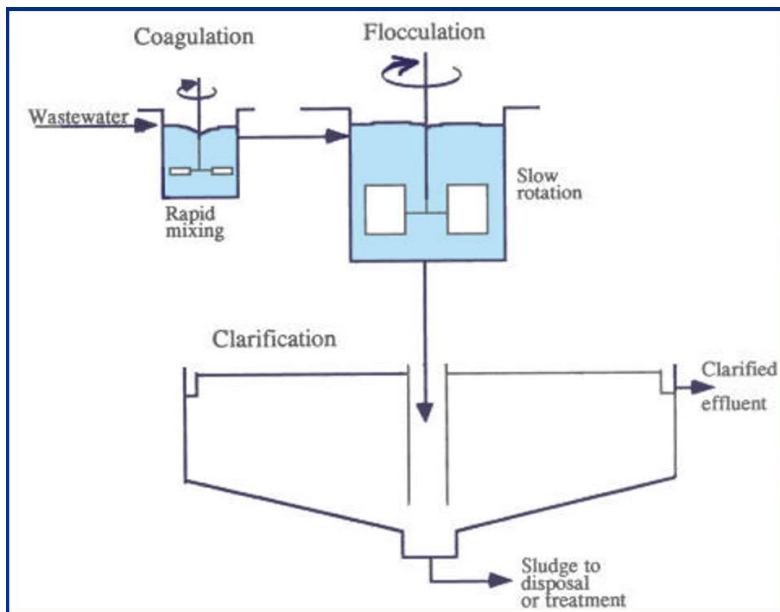 Coagulation
Flocculation
Wastewater
Rapid
mixing
Slow
rotation
Clarification
Clarified
effluent
Sludge to
disposal
or treatment